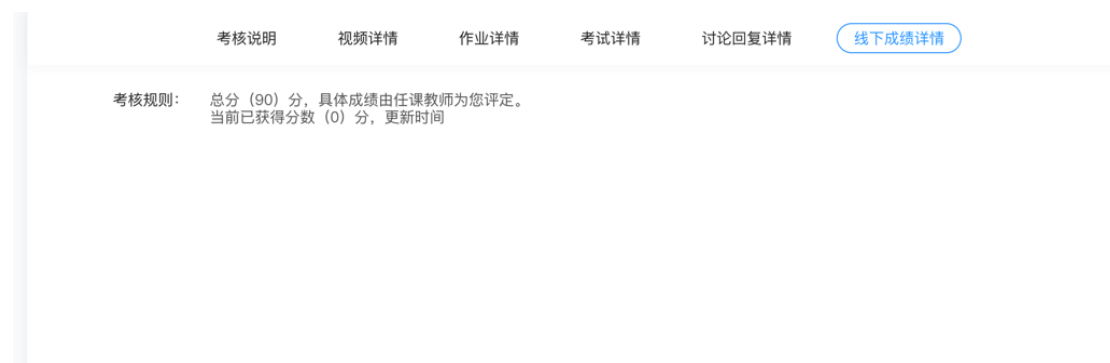 考核说明 视频详情 作业详情 考试详情 讨论回复详情 线下成绩详情
考核规则： 总分（90）分，具体成绩由任课教师为您评定。
当前已获得分数（0）分，更新时间